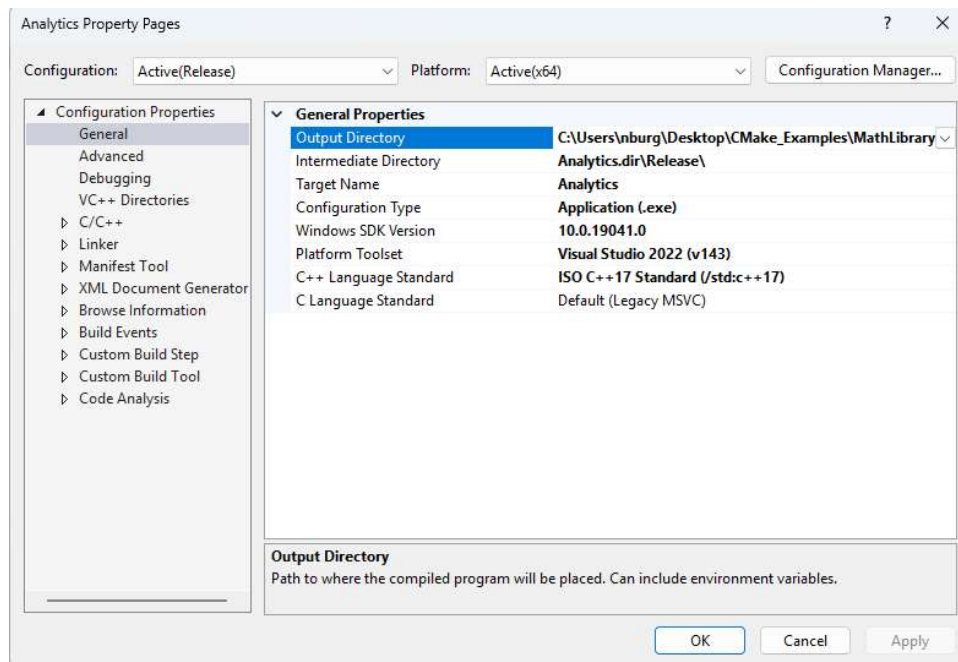 Analytics Property Pages ? ×
Configuration: Active(Release) Platform: Active(x64) Configuration Manager...
Configuration Properties
General
Advanced
Debugging
VC++ Directories
C/C++
Linker
Manifest Tool
XML Document Generator
Browse Information
Build Events
Custom Build Step
Custom Build Tool
Code Analysis
General Properties
Output Directory C:\Users\nburg\Desktop\CMake_Examples\MathLibrary
Intermediate Directory Analytics.dir\Release\
Target Name Analytics
Configuration Type Application (.exe)
Windows SDK Version 10.0.19041.0
Platform Toolset Visual Studio 2022 (v143)
C++ Language Standard ISO C++17 Standard (/std:c++17)
C Language Standard Default (Legacy MSVC)
Output Directory
Path to where the compiled program will be placed. Can include environment variables.
OK Cancel Apply